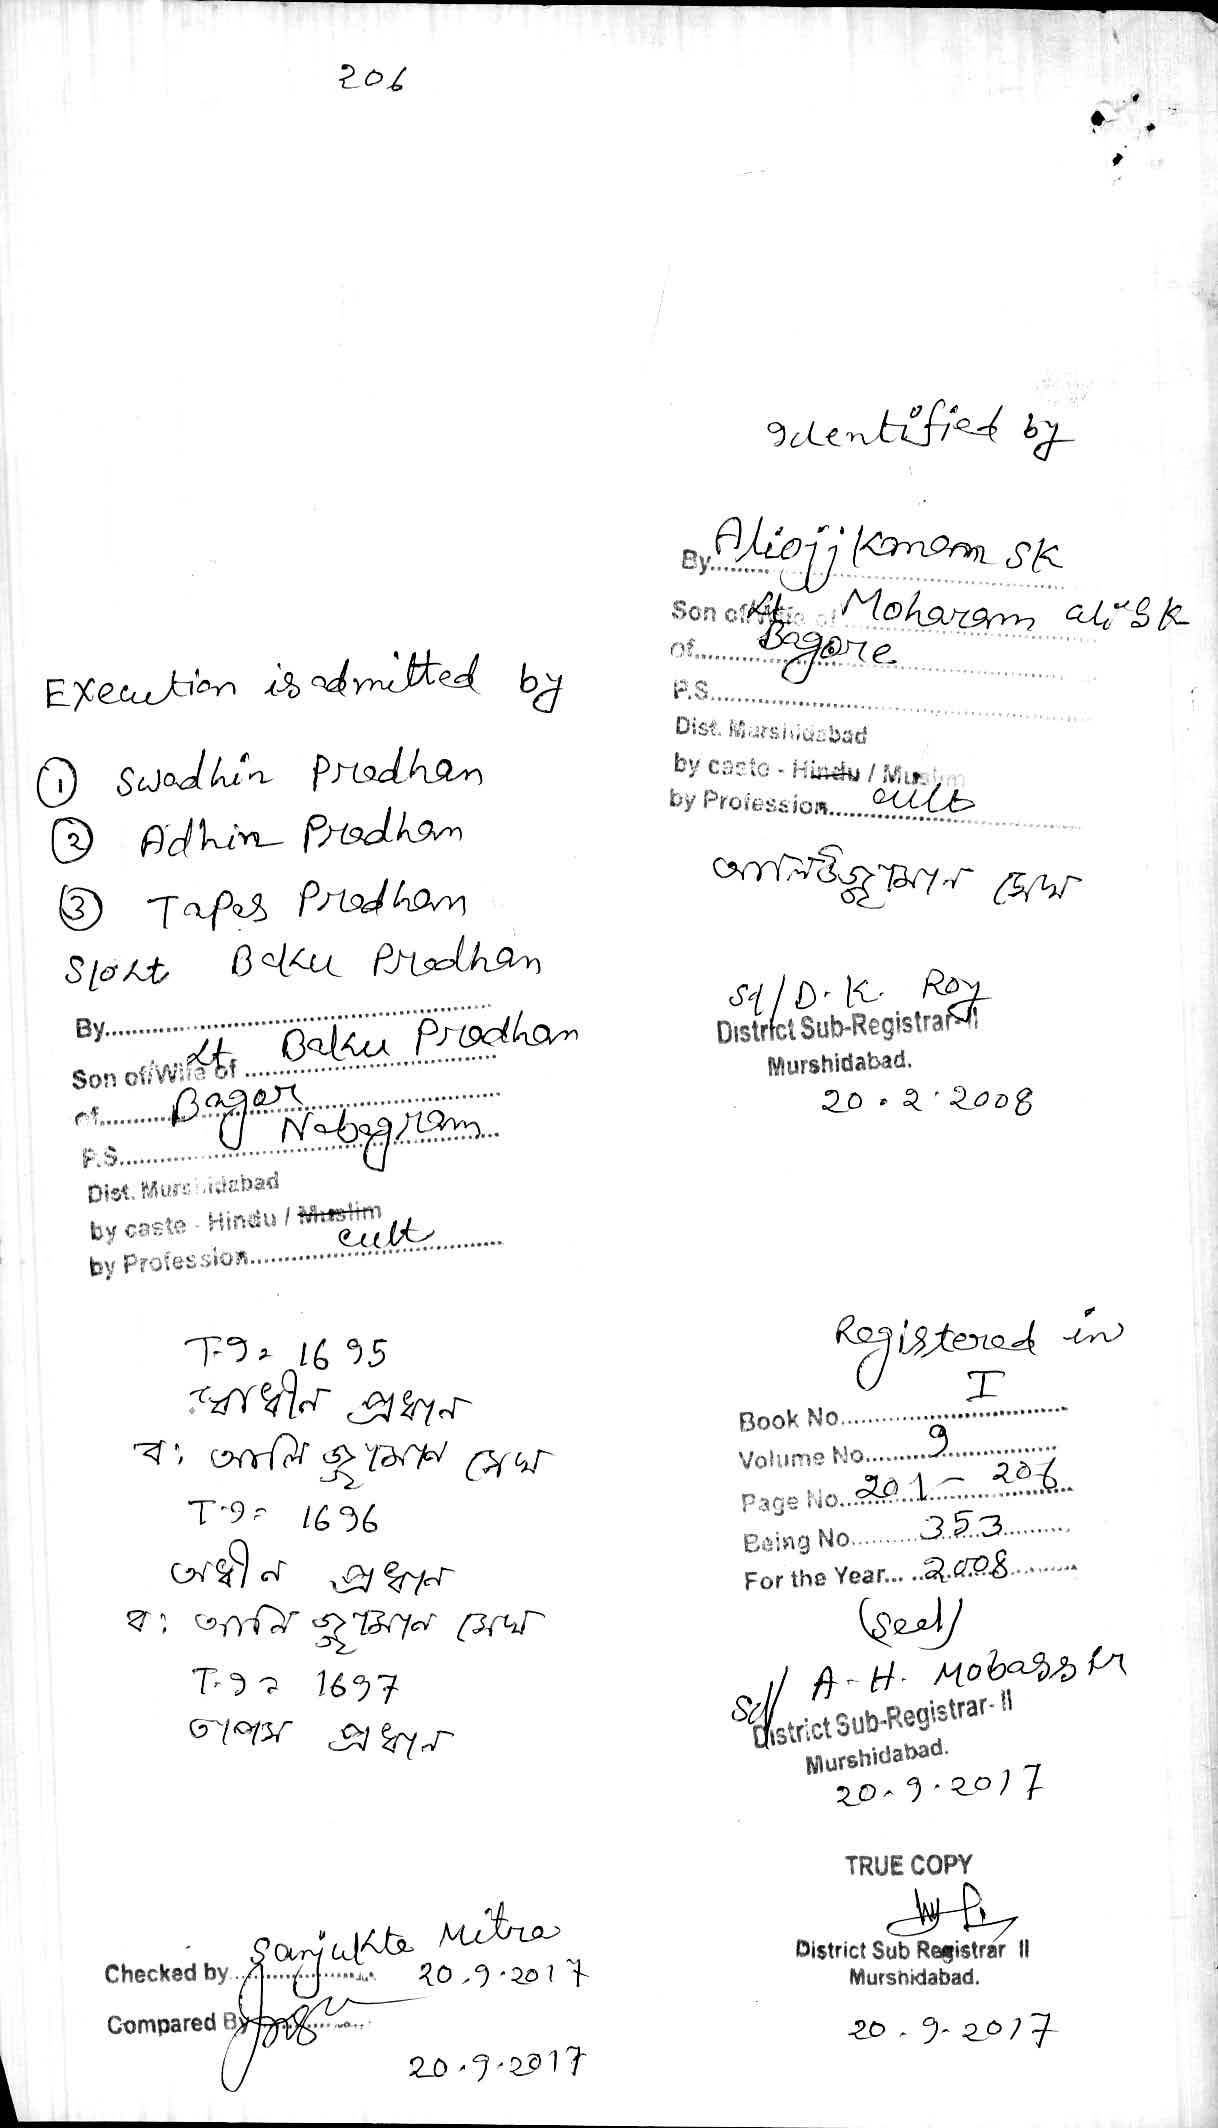 206
Identified by
By Aliojjkmam SK
Son of/Wife of Lt Moharam ali SK
of Bagore
P.S.
Dist. Murshidabad
by caste - Hindu / Muslim
by Profession cult
আলিউজ্জামান সেখ
Sd/ D. K. Roy
District Sub-Registrar-II
Murshidabad.
20.2.2008
Execution is admitted by
① Swadhin Pradhan
② Adhin Pradhan
③ Tapas Pradhan
S/o Lt Baku Pradhan
By
Son of/Wife of Lt Baku Pradhan
of Bagar
P.S. Nabagram
Dist. Murshidabad
by caste - Hindu / Muslim
by Profession cult
1695
স্বাধীন প্রধান
ব: আলি জ্জামান সেখ
1696
অধীন প্রধান
ব: আলি জ্জামান সেখ
1697
তাপস প্রধান
Registered in
Book No. I
Volume No. 9
Page No. 201 - 206
Being No. 353
For the Year 2008
(Seal)
Sd/ A-H. Mobassir
District Sub-Registrar- II
Murshidabad.
20.9.2017
TRUE COPY
District Sub Registrar II
Murshidabad.
20.9.2017
Checked by Sanjukta Mitra 20.9.2017
Compared By
20.9.2017